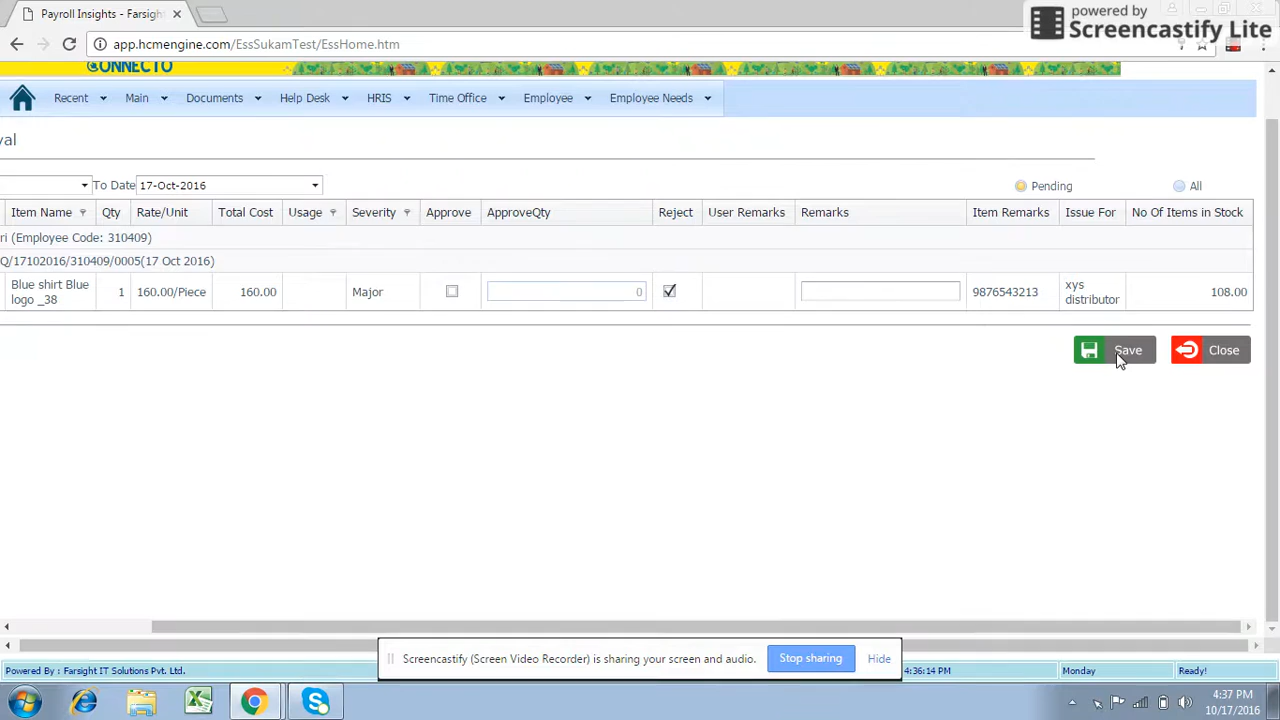 Payroll Insights - Farsigh
powered by
Screencastify Lite
app.hcmengine.com/EssSukamTest/EssHome.htm
CONNECTO
Recent Main Documents Help Desk HRIS Time Office Employee Employee Needs
val
To Date 17-Oct-2016 Pending All
Item Name Qty Rate/Unit Total Cost Usage Severity Approve ApproveQty Reject User Remarks Remarks Item Remarks Issue For No Of Items in Stock
ri (Employee Code: 310409)
Q/17102016/310409/0005(17 Oct 2016)
Blue shirt Blue logo _38 1 160.00/Piece 160.00 Major 0 9876543213 xys distributor 108.00
Save Close
Screencastify (Screen Video Recorder) is sharing your screen and audio. Stop sharing Hide
Powered By : Farsight IT Solutions Pvt. Ltd. 4:36:14 PM Monday Ready!
4:37 PM
10/17/2016